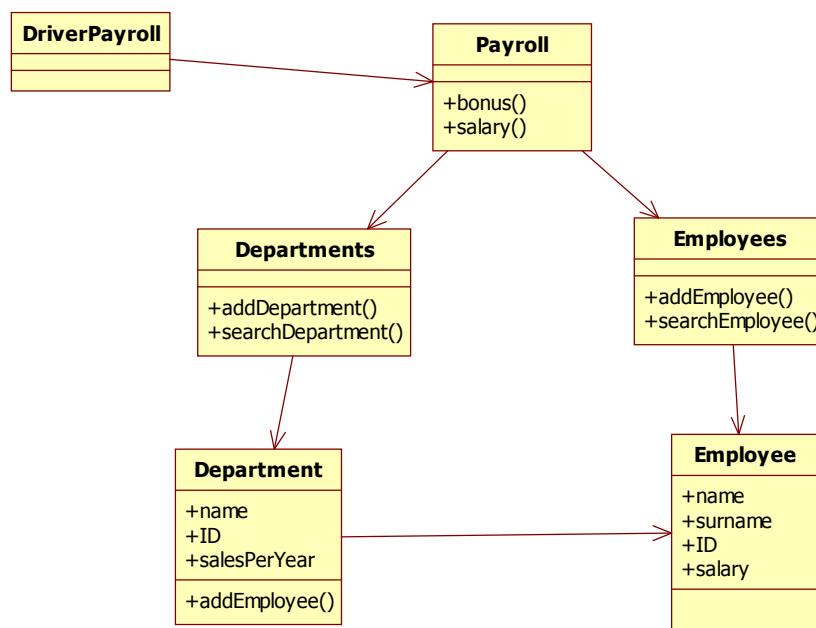 DriverPayroll
Payroll
+bonus()
+salary()
Departments
+addDepartment()
+searchDepartment()
Employees
+addEmployee()
+searchEmployee()
Department
+name
+ID
+salesPerYear
+addEmployee()
Employee
+name
+surname
+ID
+salary